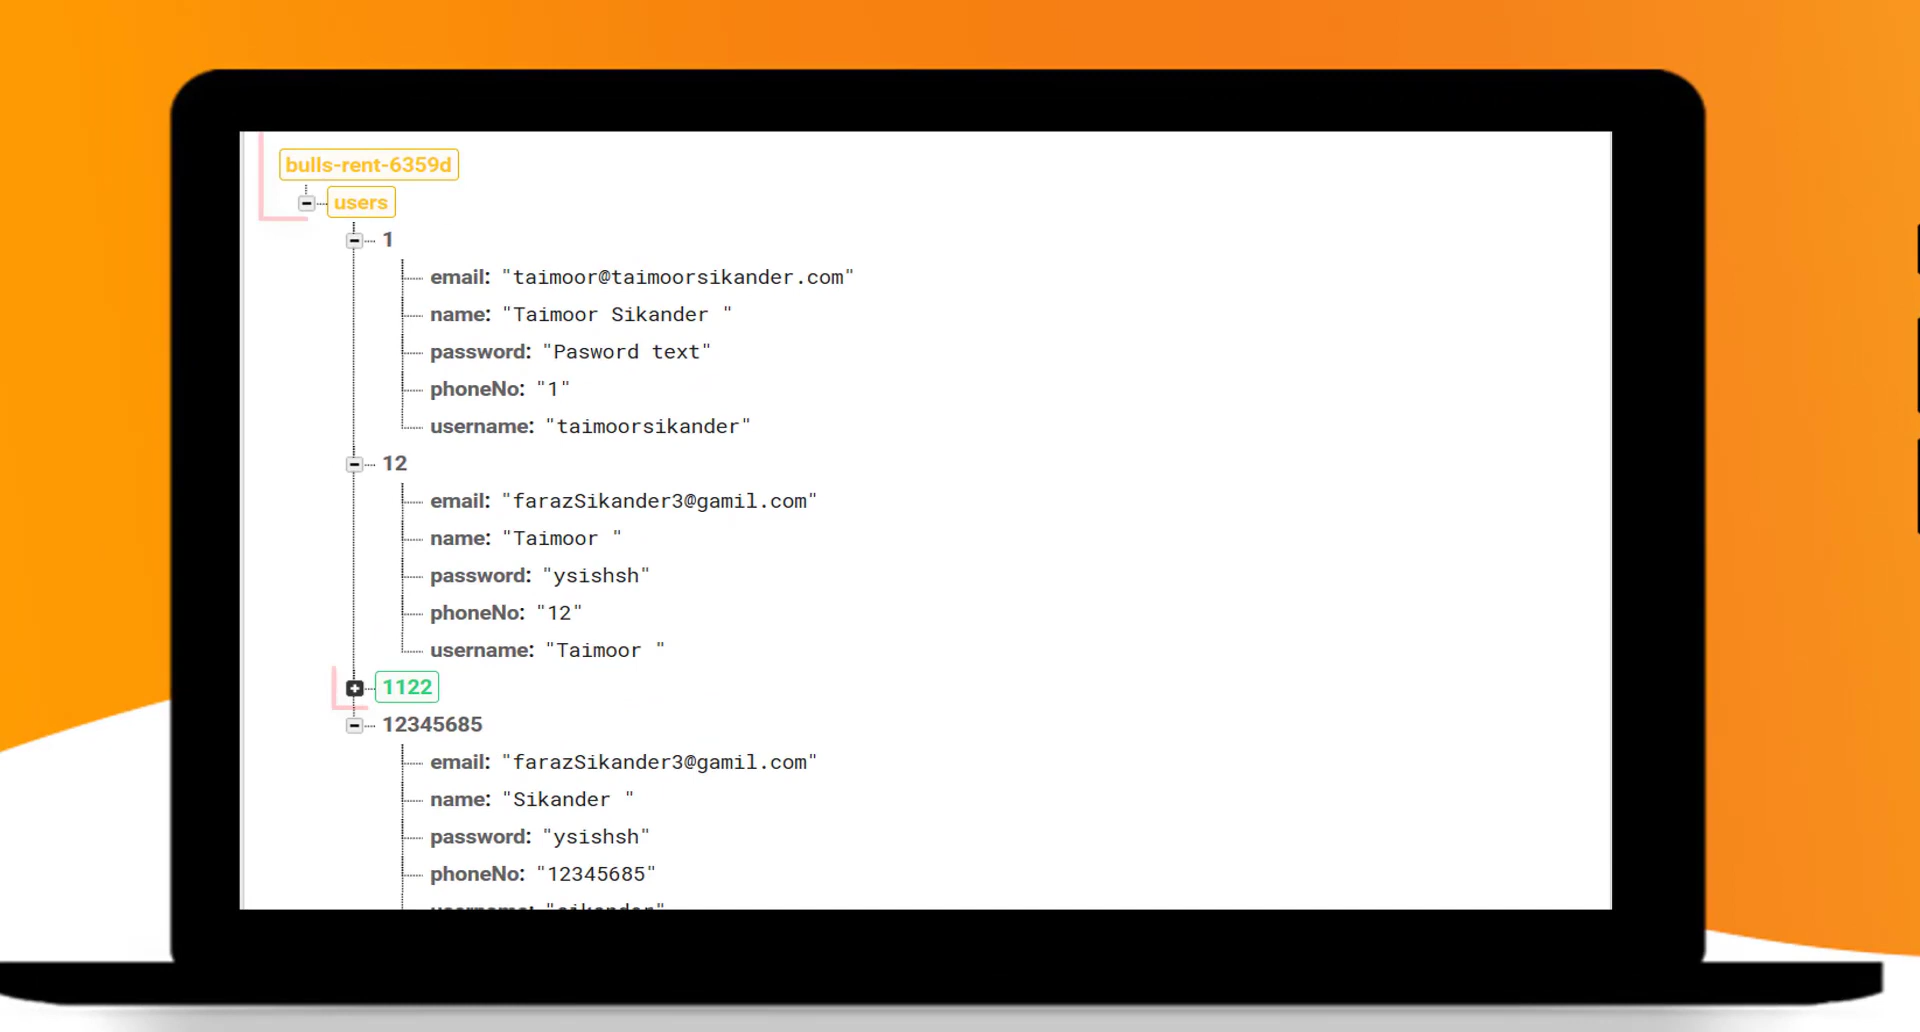 bulls-rent-6359d
users
1
email: "taimoor@taimoorsikander.com"
name: "Taimoor Sikander "
password: "Pasword text"
phoneNo: "1"
username: "taimoorsikander"
12
email: "farazSikander3@gamil.com"
name: "Taimoor "
password: "ysishsh"
phoneNo: "12"
username: "Taimoor "
1122
12345685
email: "farazSikander3@gamil.com"
name: "Sikander "
password: "ysishsh"
phoneNo: "12345685"
username: "sikander"